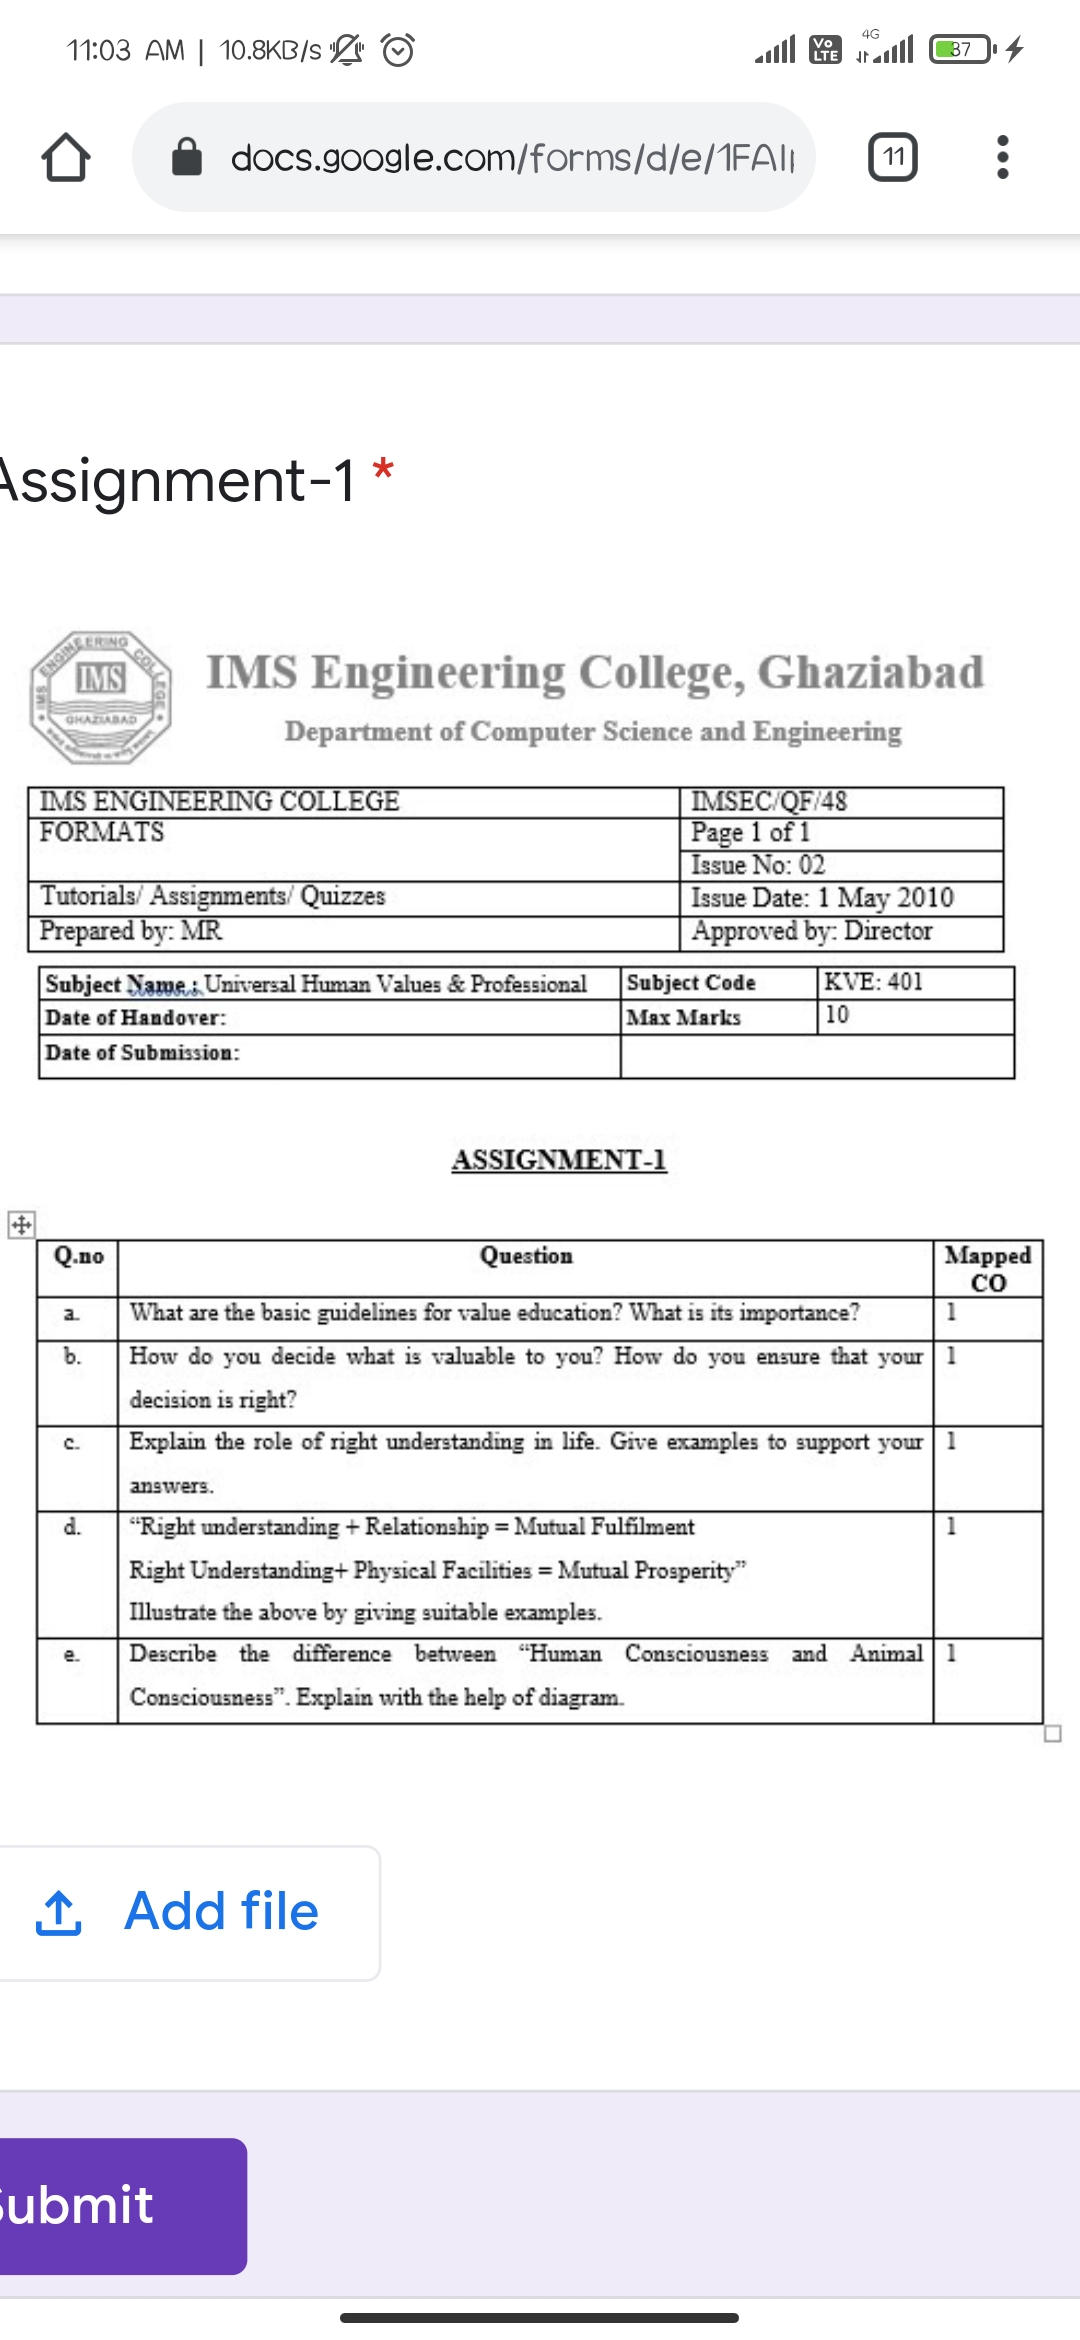 11:03 AM | 10.8KB/s
Vo LTE 4G 37
docs.google.com/forms/d/e/1FAI
11
Assignment-1 *
IMS ENGINEERING COLLEGE
IMS
GHAZIABAD
IMS Engineering College, Ghaziabad
Department of Computer Science and Engineering
IMS ENGINEERING COLLEGE IMSEC/QF/48
FORMATS Page 1 of 1
Issue No: 02
Tutorials/ Assignments/ Quizzes Issue Date: 1 May 2010
Prepared by: MR Approved by: Director
Subject Name : Universal Human Values & Professional Subject Code KVE: 401
Date of Handover: Max Marks 10
Date of Submission:
ASSIGNMENT-1
Q.no Question Mapped
CO
a. What are the basic guidelines for value education? What is its importance? 1
b. How do you decide what is valuable to you? How do you ensure that your 1
decision is right?
c. Explain the role of right understanding in life. Give examples to support your 1
answers.
d. “Right understanding + Relationship = Mutual Fulfilment 1
Right Understanding+ Physical Facilities = Mutual Prosperity”
Illustrate the above by giving suitable examples.
e. Describe the difference between “Human Consciousness and Animal 1
Consciousness”. Explain with the help of diagram.
Add file
Submit